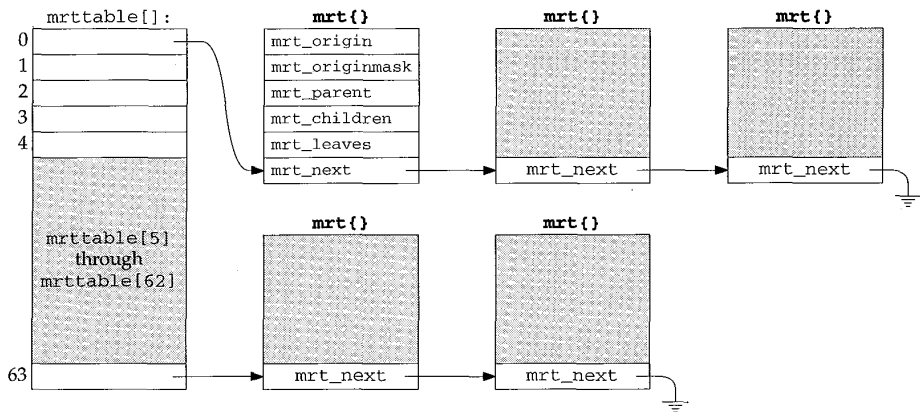 mrttable[]:
0
1
2
3
4
mrttable[5]
through
mrttable[62]
63
mrt{}
mrt_origin
mrt_originmask
mrt_parent
mrt_children
mrt_leaves
mrt_next
mrt{}
mrt_next
mrt{}
mrt_next
mrt{}
mrt_next
mrt{}
mrt_next